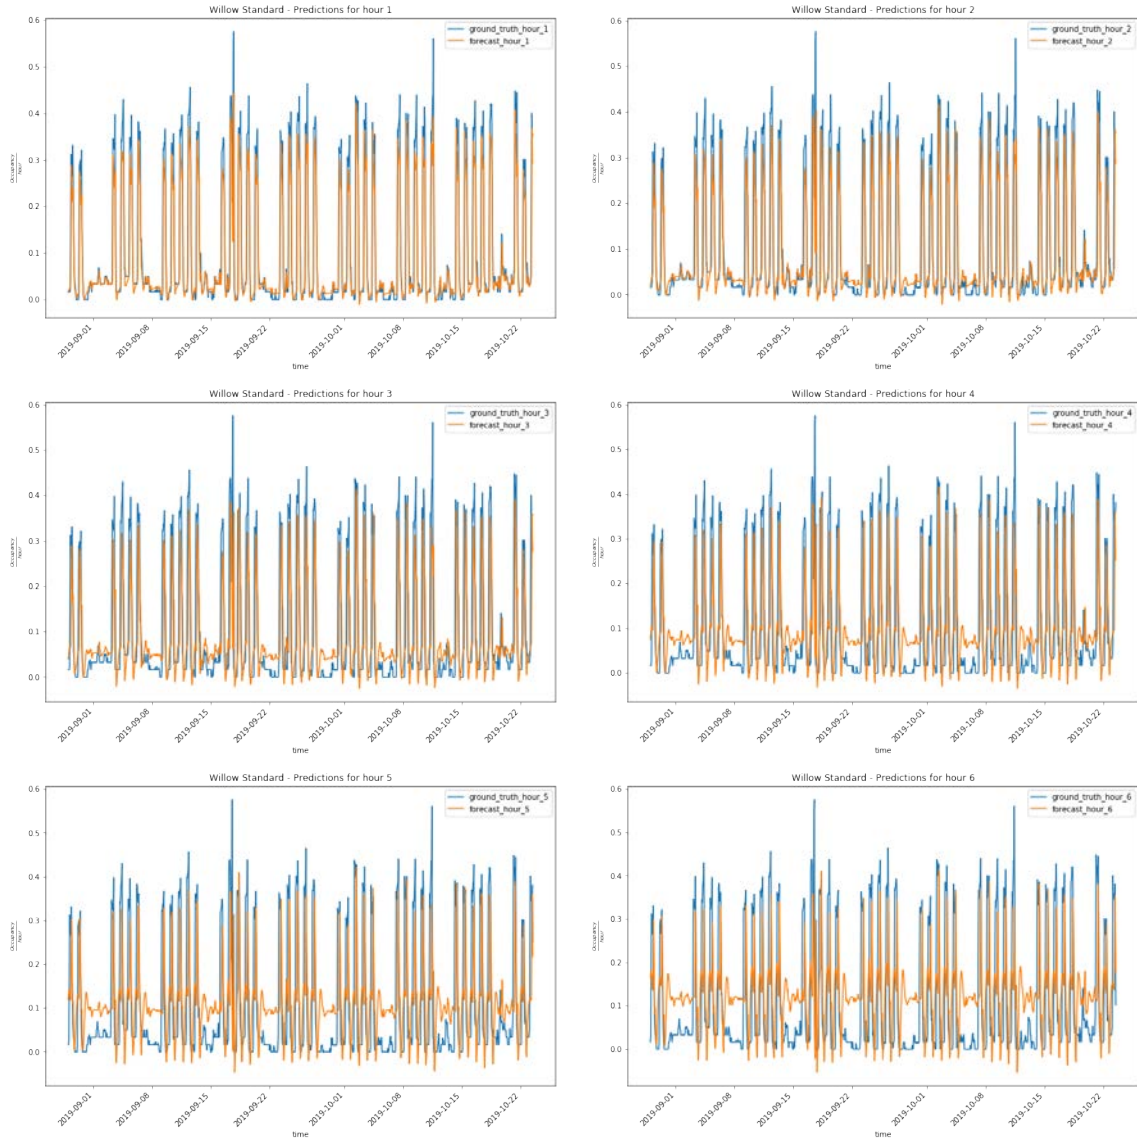 Willow Standard - Predictions for hour 1
ground_truth_hour_1
forecast_hour_1
0.6
0.5
0.4
0.3
0.2
0.1
0.0
Occupancy
hour
2019-09-01
2019-09-08
2019-09-15
2019-09-22
2019-10-01
2019-10-08
2019-10-15
2019-10-22
time
Willow Standard - Predictions for hour 2
ground_truth_hour_2
forecast_hour_2
0.6
0.5
0.4
0.3
0.2
0.1
0.0
Occupancy
hour
2019-09-01
2019-09-08
2019-09-15
2019-09-22
2019-10-01
2019-10-08
2019-10-15
2019-10-22
time
Willow Standard - Predictions for hour 3
ground_truth_hour_3
forecast_hour_3
0.6
0.5
0.4
0.3
0.2
0.1
0.0
Occupancy
hour
2019-09-01
2019-09-08
2019-09-15
2019-09-22
2019-10-01
2019-10-08
2019-10-15
2019-10-22
time
Willow Standard - Predictions for hour 4
ground_truth_hour_4
forecast_hour_4
0.6
0.5
0.4
0.3
0.2
0.1
0.0
Occupancy
hour
2019-09-01
2019-09-08
2019-09-15
2019-09-22
2019-10-01
2019-10-08
2019-10-15
2019-10-22
time
Willow Standard - Predictions for hour 5
ground_truth_hour_5
forecast_hour_5
0.6
0.5
0.4
0.3
0.2
0.1
0.0
Occupancy
hour
2019-09-01
2019-09-08
2019-09-15
2019-09-22
2019-10-01
2019-10-08
2019-10-15
2019-10-22
time
Willow Standard - Predictions for hour 6
ground_truth_hour_6
forecast_hour_6
0.6
0.5
0.4
0.3
0.2
0.1
0.0
Occupancy
hour
2019-09-01
2019-09-08
2019-09-15
2019-09-22
2019-10-01
2019-10-08
2019-10-15
2019-10-22
time